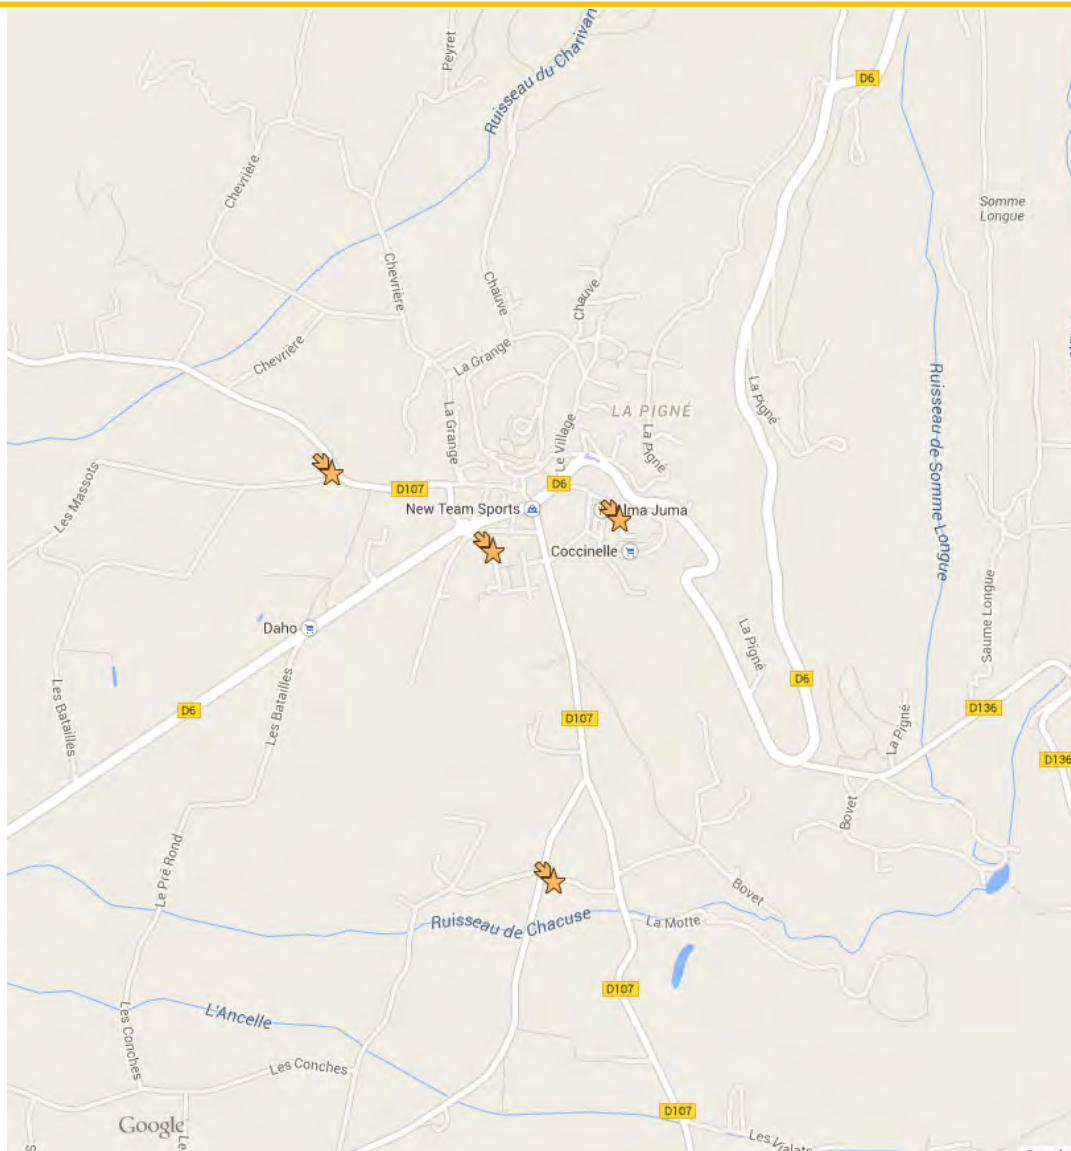 Peyret
Ruisseau du Charivan
D6
Chevrière
Somme
Longue
Chevrière
Chauve
Chauve
La Grange
Chevrière
Ruisseau de Somme Longue
La Pigné
La Grange
LA PIGNÉ
Le Village
La Pigné
Les Massots
D107
D6
New Team Sports
Alma Juma
Coccinelle
Daho
Saume Longue
La Pigné
Les Batailles
Les Batailles
D6
D6
D107
D136
La Pigné
D136
Bovet
Le Pré Rond
Bovet
Ruisseau de Chacuse
La Motte
D107
L'Ancelle
Les Conches
Les Conches
Google
Le
D107
Les Vialats